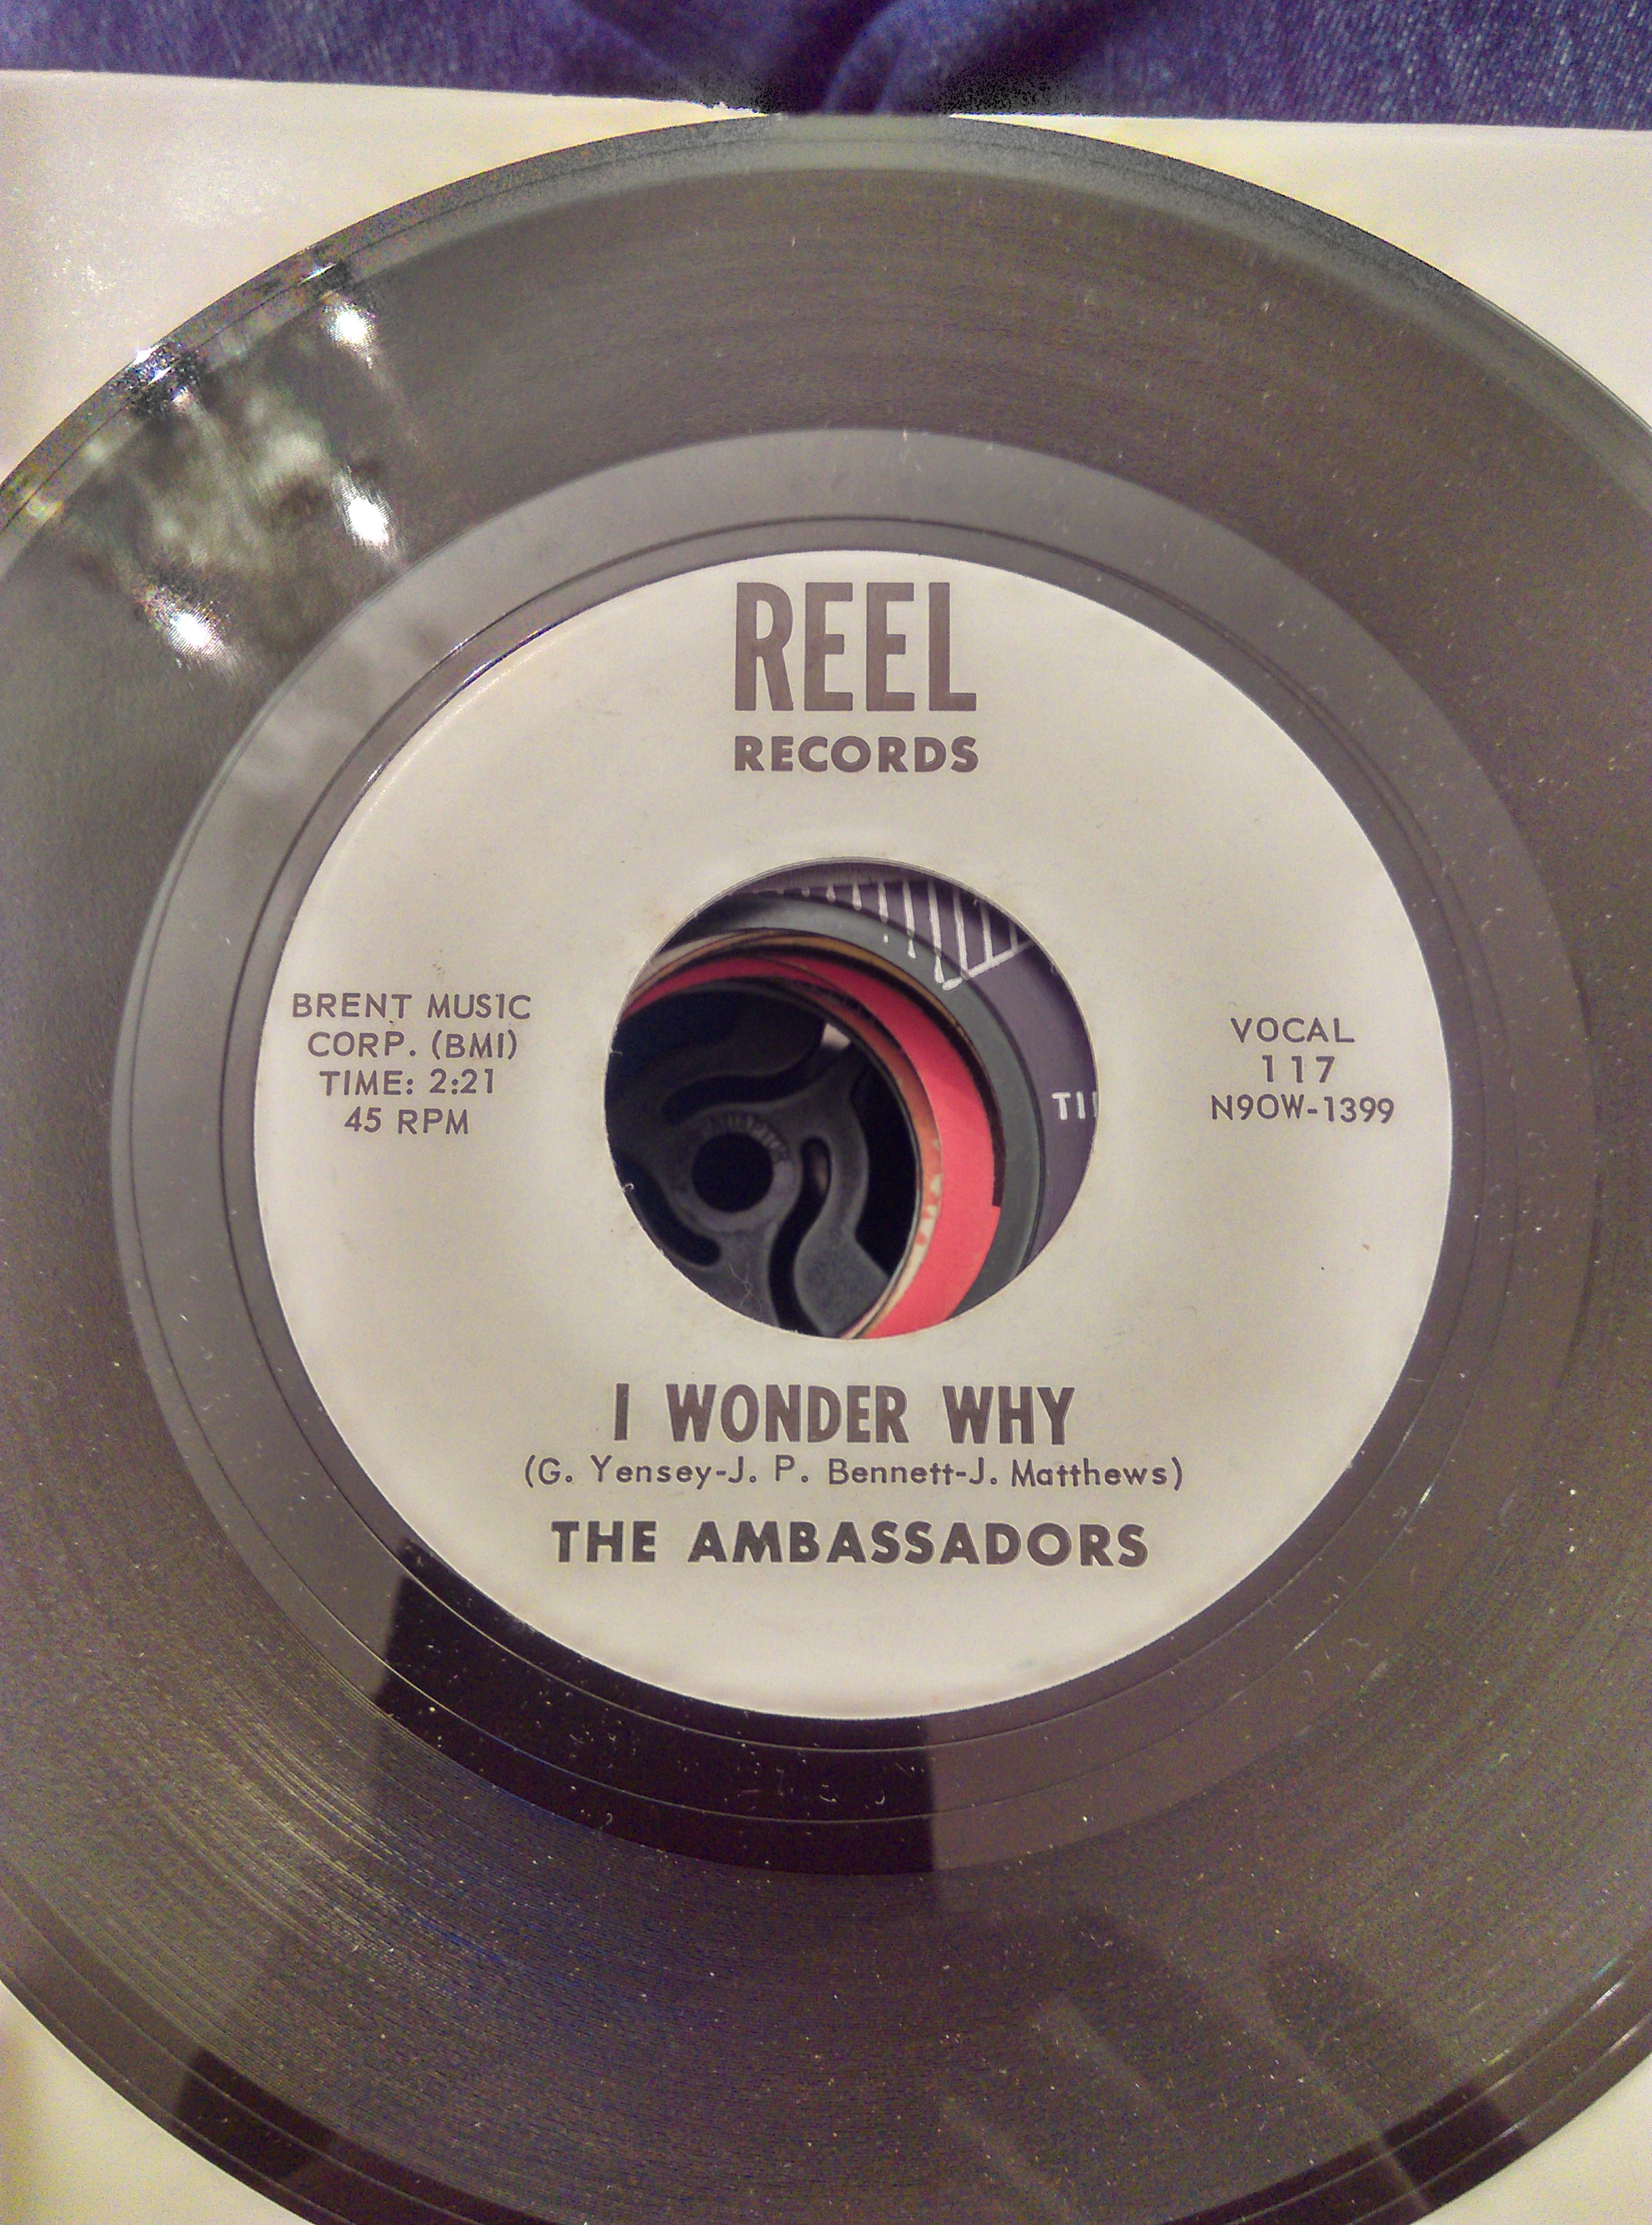 REEL
RECORDS
BRENT MUSIC
CORP. (BMI)
TIME: 2:21
45 RPM
VOCAL
117
N9OW-1399
TI
I WONDER WHY
(G. Yensey-J. P. Bennett-J. Matthews)
THE AMBASSADORS